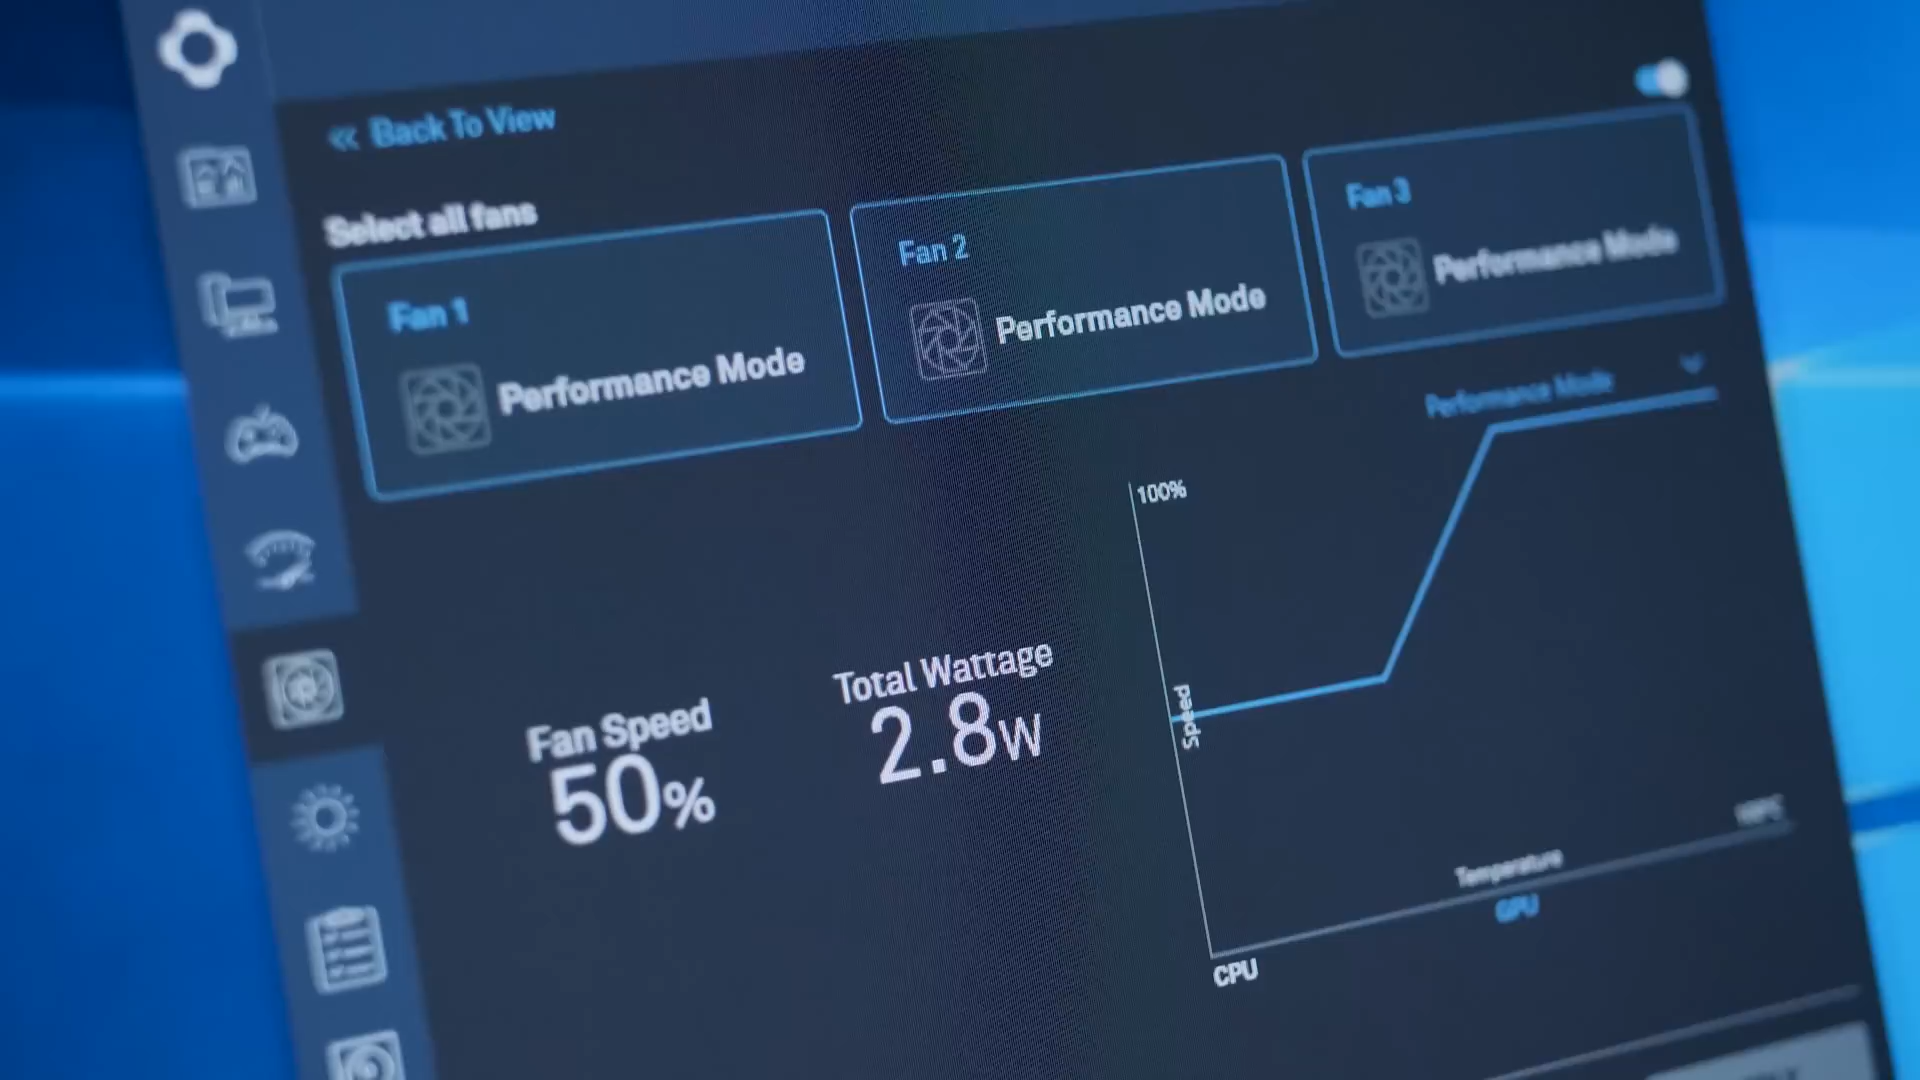 Back To View
Select all fans
Fan 1
Performance Mode
Fan 2
Performance Mode
Fan 3
Performance Mode
Performance Mode
100%
Speed
Fan Speed
50%
Total Wattage
2.8W
Temperature
CPU
GPU